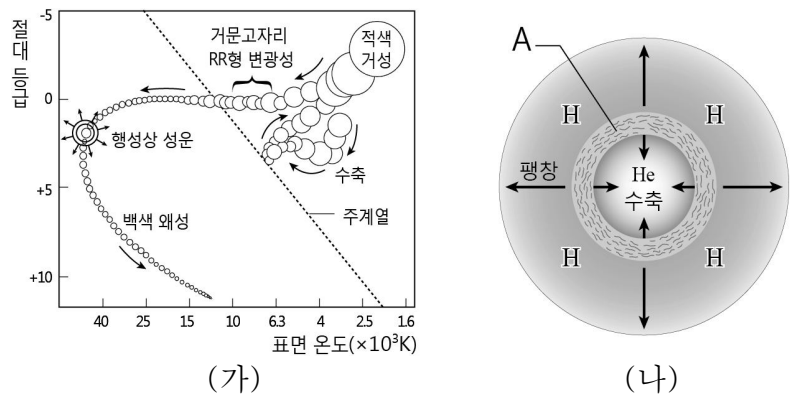 절대 등급
-5
0
+5
+10
거문고자리
RR형 변광성
적색
거성
행성상 성운
수축
백색 왜성
주계열
40 25 15 10 6.3 4 2.5 1.6
표면 온도(×10³K)
(가)
A
H H
팽창
He
수축
H H
(나)